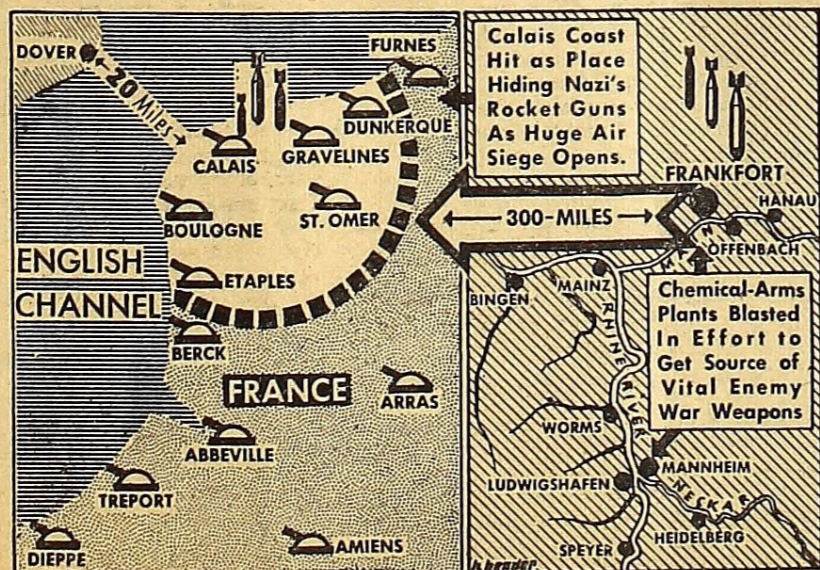 DOVER
20 Miles
FURNES
DUNKERQUE
GRAVELINES
CALAIS
BOULOGNE
ST. OMER
ENGLISH
CHANNEL
ETAPLES
BERCK
FRANCE
ARRAS
ABBEVILLE
TREPORT
DIEPPE
AMIENS
Calais Coast
Hit as Place
Hiding Nazi's
Rocket Guns
As Huge Air
Siege Opens.
FRANKFORT
HANAU
300-MILES
OFFENBACH
MAIN
BINGEN
MAINZ
RHINE RIVER
Chemical-Arms
Plants Blasted
In Effort to
Get Source of
Vital Enemy
War Weapons
WORMS
LUDWIGSHAFEN
MANNHEIM
NECKAR
HEIDELBERG
SPEYER